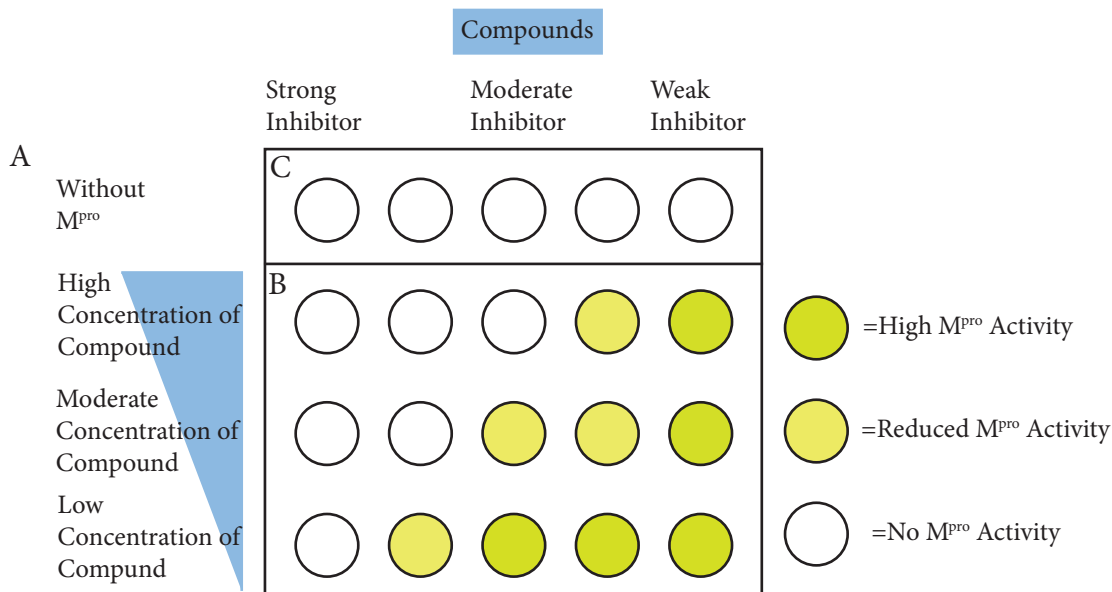 Compounds
Strong
Inhibitor
Moderate
Inhibitor
Weak
Inhibitor
A
Without
Mᵖʳᵒ
C
High
Concentration of
Compound
B
=High Mᵖʳᵒ Activity
Moderate
Concentration of
Compound
=Reduced Mᵖʳᵒ Activity
Low
Concentration of
Compund
=No Mᵖʳᵒ Activity